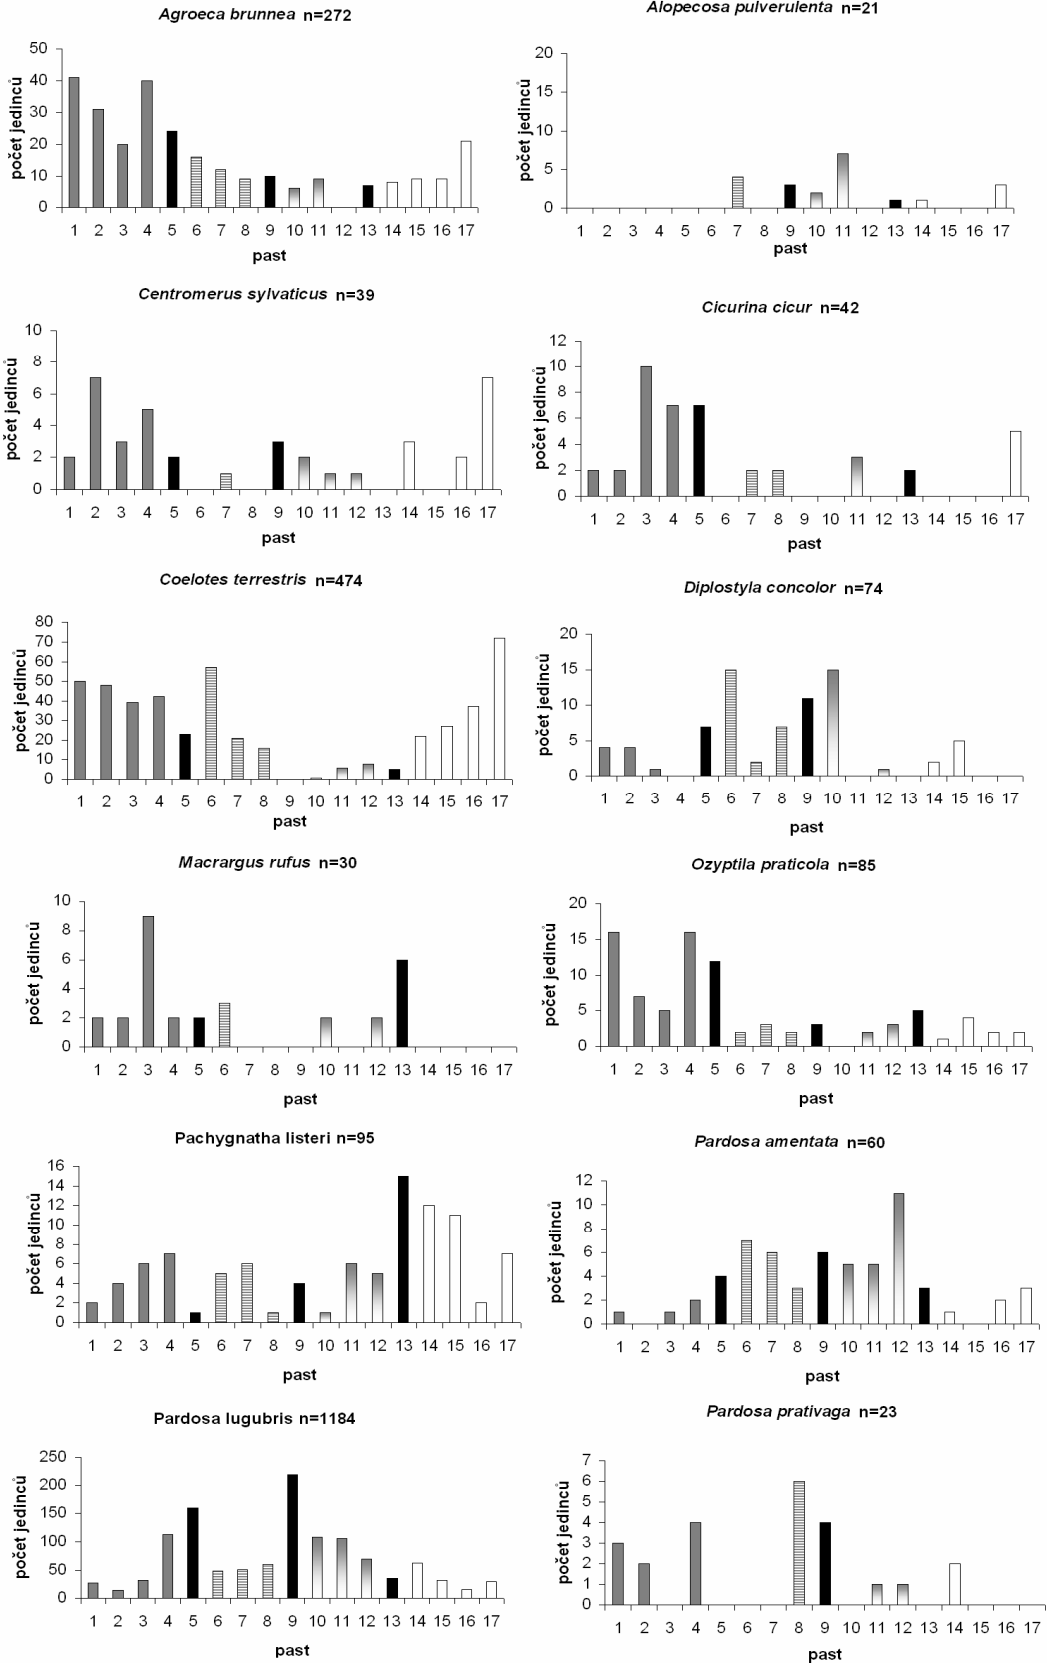 Agroeca brunnea n=272
počet jedinců
50
40
30
20
10
0
1 2 3 4 5 6 7 8 9 10 11 12 13 14 15 16 17
past
Alopecosa pulverulenta n=21
počet jedinců
20
15
10
5
0
1 2 3 4 5 6 7 8 9 10 11 12 13 14 15 16 17
past
Centromerus sylvaticus n=39
počet jedinců
10
8
6
4
2
0
1 2 3 4 5 6 7 8 9 10 11 12 13 14 15 16 17
past
Cicurina cicur n=42
počet jedinců
12
10
8
6
4
2
0
1 2 3 4 5 6 7 8 9 10 11 12 13 14 15 16 17
past
Coelotes terrestris n=474
počet jedinců
80
70
60
50
40
30
20
10
0
1 2 3 4 5 6 7 8 9 10 11 12 13 14 15 16 17
past
Diplostyla concolor n=74
počet jedinců
20
15
10
5
0
1 2 3 4 5 6 7 8 9 10 11 12 13 14 15 16 17
past
Macrargus rufus n=30
počet jedinců
10
8
6
4
2
0
1 2 3 4 5 6 7 8 9 10 11 12 13 14 15 16 17
past
Ozyptila praticola n=85
počet jedinců
20
15
10
5
0
1 2 3 4 5 6 7 8 9 10 11 12 13 14 15 16 17
past
Pachygnatha listeri n=95
počet jedinců
16
14
12
10
8
6
4
2
0
1 2 3 4 5 6 7 8 9 10 11 12 13 14 15 16 17
past
Pardosa amentata n=60
počet jedinců
12
10
8
6
4
2
0
1 2 3 4 5 6 7 8 9 10 11 12 13 14 15 16 17
past
Pardosa lugubris n=1184
počet jedinců
250
200
150
100
50
0
1 2 3 4 5 6 7 8 9 10 11 12 13 14 15 16 17
past
Pardosa prativaga n=23
počet jedinců
7
6
5
4
3
2
1
0
1 2 3 4 5 6 7 8 9 10 11 12 13 14 15 16 17
past